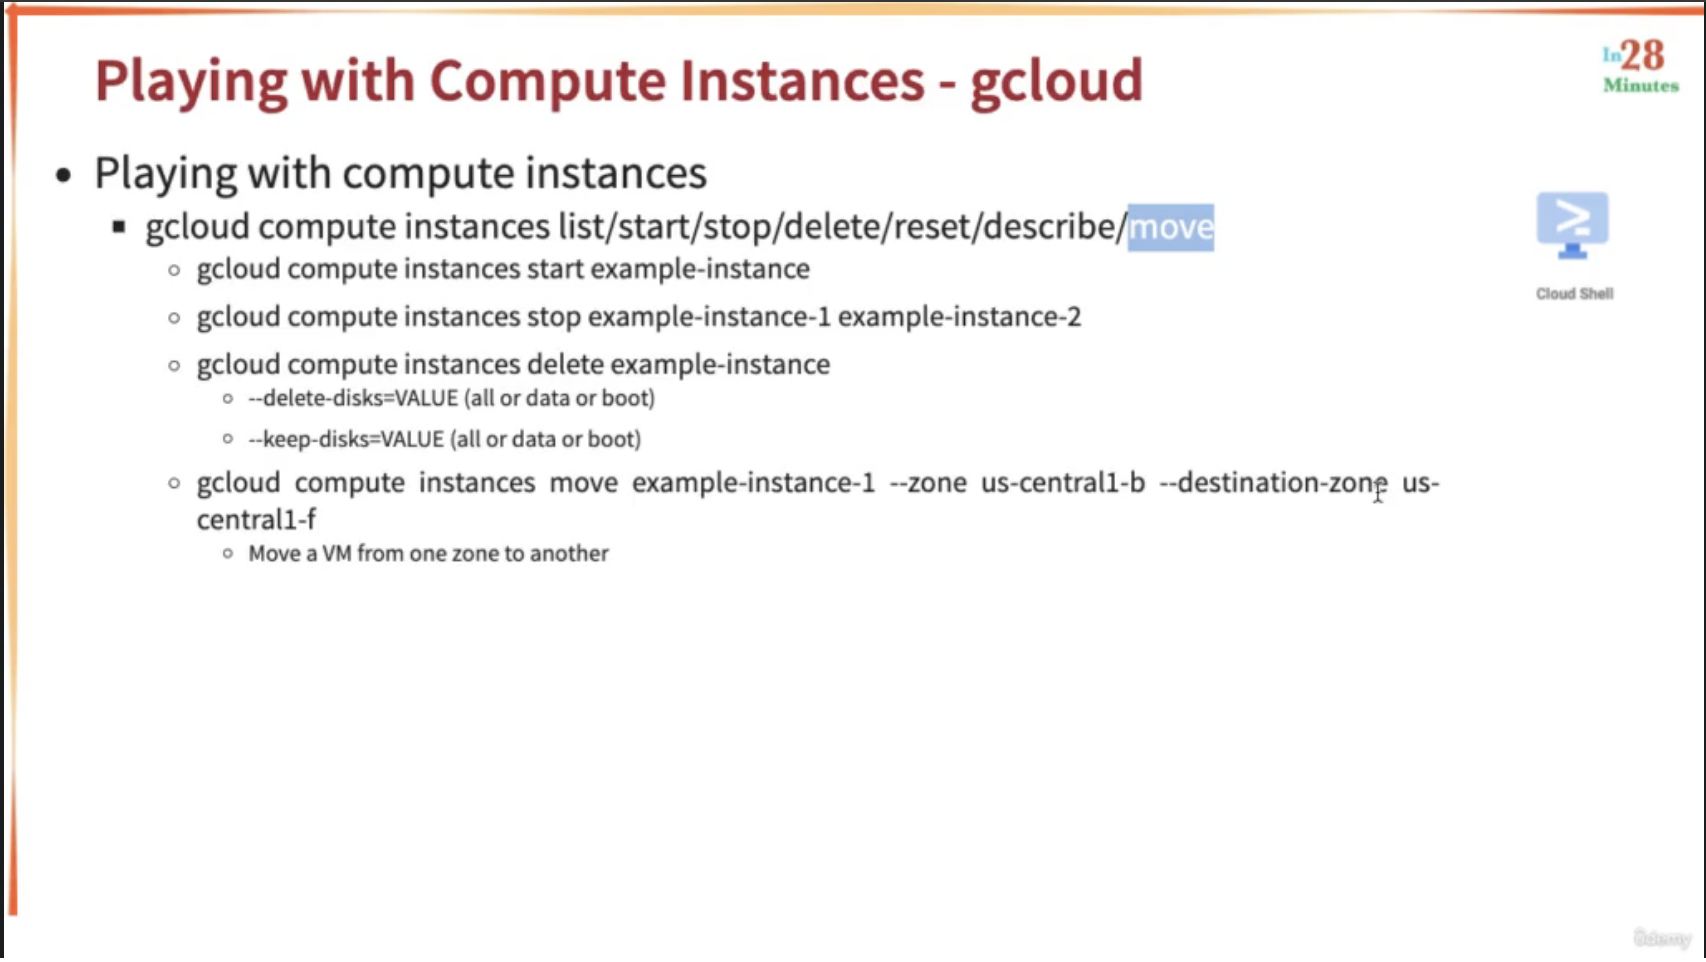 Playing with Compute Instances - gcloud
In28
Minutes
• Playing with compute instances
▪ gcloud compute instances list/start/stop/delete/reset/describe/move
○ gcloud compute instances start example-instance
○ gcloud compute instances stop example-instance-1 example-instance-2
○ gcloud compute instances delete example-instance
○ --delete-disks=VALUE (all or data or boot)
○ --keep-disks=VALUE (all or data or boot)
○ gcloud compute instances move example-instance-1 --zone us-central1-b --destination-zone us-
central1-f
○ Move a VM from one zone to another
Cloud Shell
ûdemy